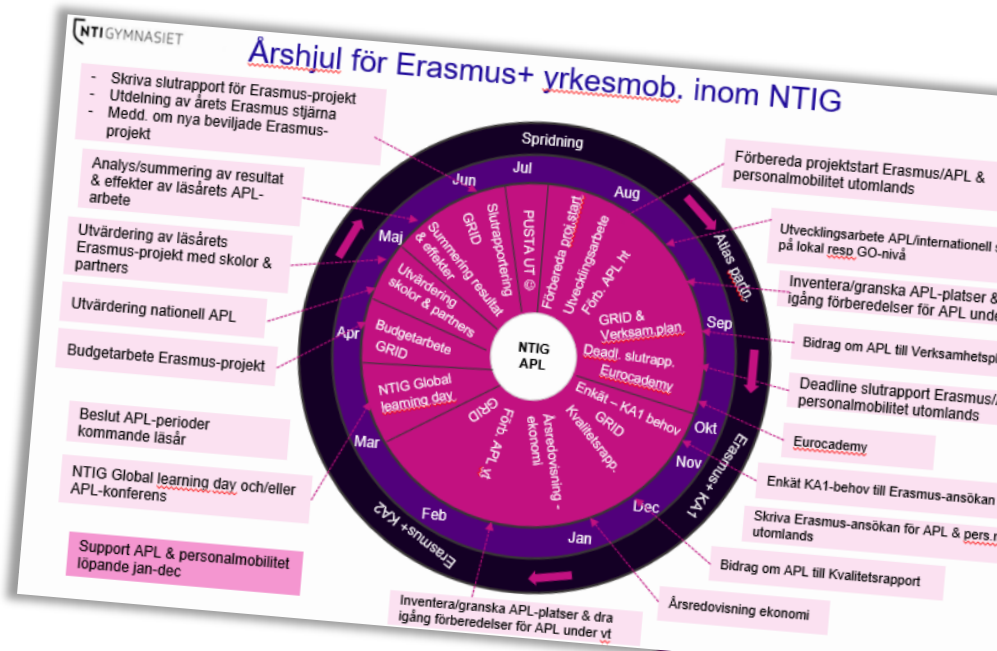 NTI GYMNASIET
Årshjul för Erasmus+ yrkesmob. inom NTIG
- Skriva slutrapport för Erasmus-projekt
- Utdelning av årets Erasmus stjärna
- Medd. om nya beviljade Erasmus-
projekt
Analys/summering av resultat
& effekter av läsårets APL-
arbete
Utvärdering av läsårets
Erasmus-projekt med skolor &
partners
Utvärdering nationell APL
Budgetarbete Erasmus-projekt
Beslut APL-perioder
kommande läsår
NTIG Global learning day och/eller
APL-konferens
Support APL & personalmobilitet
löpande jan-dec
Spridning
Atlas partn.
Erasmus+ KA1
Erasmus+ KA2
Jul
Aug
Sep
Okt
Nov
Dec
Jan
Feb
Mar
Apr
Maj
Jun
PUSTA UT ☺
Förbereda proj.start
Utvecklingsarbete
Förb. APL ht
GRID &
Verksam.plan
Deadl. slutrapp.
Eurocademy
Enkät – KA1 behov
GRID
Kvalitetsrapp.
Årsredovisning -
ekonomi
Förb. APL vt
GRID
NTIG Global
learning day
Budgetarbete
GRID
Utvärdering
skolor & partners
Summering resultat
& effekter
GRID
Slutrapportering
NTIG
APL
Förbereda projektstart Erasmus/APL &
personalmobilitet utomlands
Utvecklingsarbete APL/internationell
på lokal resp GO-nivå
Inventera/granska APL-platser &
igång förberedelser för APL
Bidrag om APL till
Deadline slutrapport
personalmobilitet utomlands
Eurocademy
Enkät KA1-behov till Erasmus-ansökan
Skriva Erasmus-ansökan för APL &
utomlands
Bidrag om APL till Kvalitetsrapport
Årsredovisning ekonomi
Inventera/granska APL-platser & dra
igång förberedelser för APL under vt